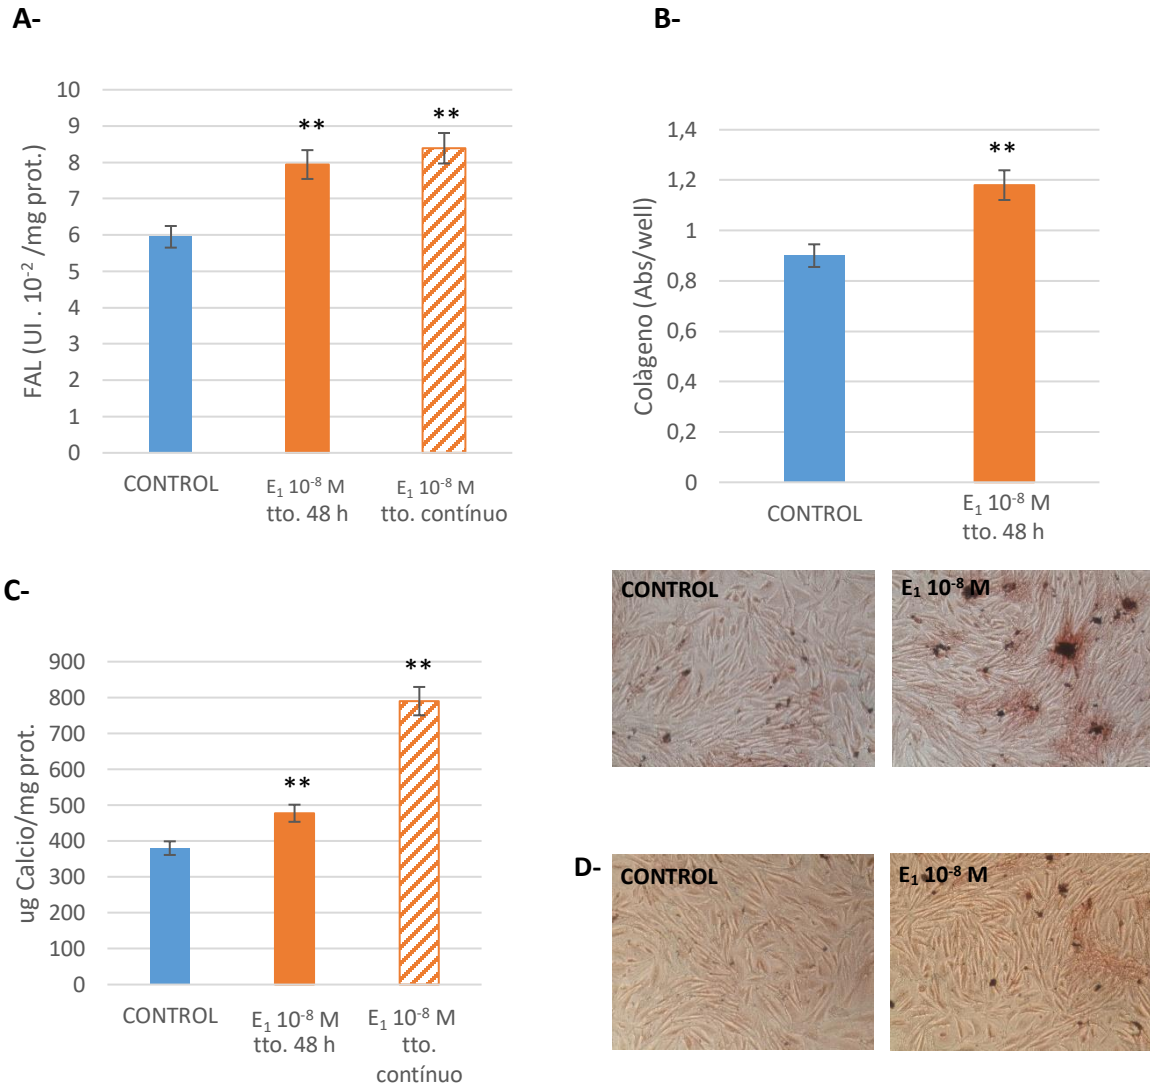 A-
FAL (UI . 10⁻² /mg prot.)
10
9
8
7
6
5
4
3
2
1
0
**
**
CONTROL
E₁ 10⁻⁸ M
tto. 48 h
E₁ 10⁻⁸ M
tto. contínuo
B-
Colàgeno (Abs/well)
1,4
1,2
1
0,8
0,6
0,4
0,2
0
**
CONTROL
E₁ 10⁻⁸ M
tto. 48 h
CONTROL
E₁ 10⁻⁸ M
C-
ug Calcio/mg prot.
900
800
700
600
500
400
300
200
100
0
**
**
CONTROL
E₁ 10⁻⁸ M
tto. 48 h
E₁ 10⁻⁸ M
tto.
contínuo
D-
CONTROL
E₁ 10⁻⁸ M